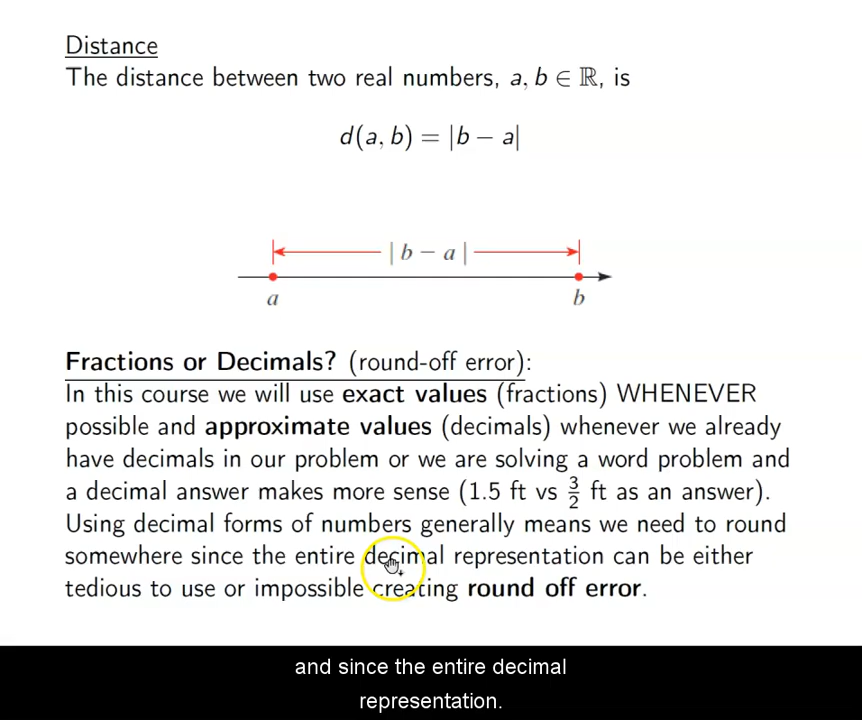 Distance
The distance between two real numbers, a, b ∈ ℝ, is
d(a, b) = |b − a|
| b − a |
a b
Fractions or Decimals? (round-off error):
In this course we will use exact values (fractions) WHENEVER
possible and approximate values (decimals) whenever we already
have decimals in our problem or we are solving a word problem and
a decimal answer makes more sense (1.5 ft vs 3/2 ft as an answer).
Using decimal forms of numbers generally means we need to round
somewhere since the entire decimal representation can be either
tedious to use or impossible creating round off error.
and since the entire decimal
representation.